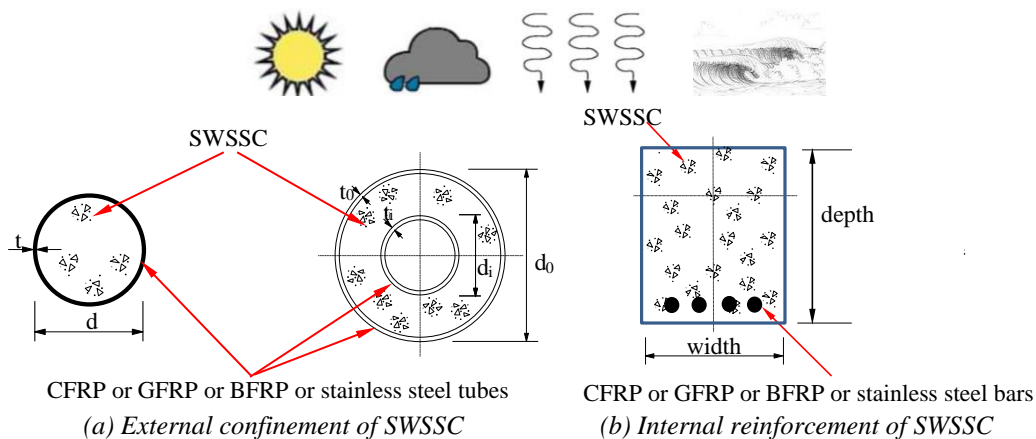 SWSSC
SWSSC
t
d
t0
ti
di
d0
depth
width
CFRP or GFRP or BFRP or stainless steel tubes
CFRP or GFRP or BFRP or stainless steel bars
(a) External confinement of SWSSC
(b) Internal reinforcement of SWSSC